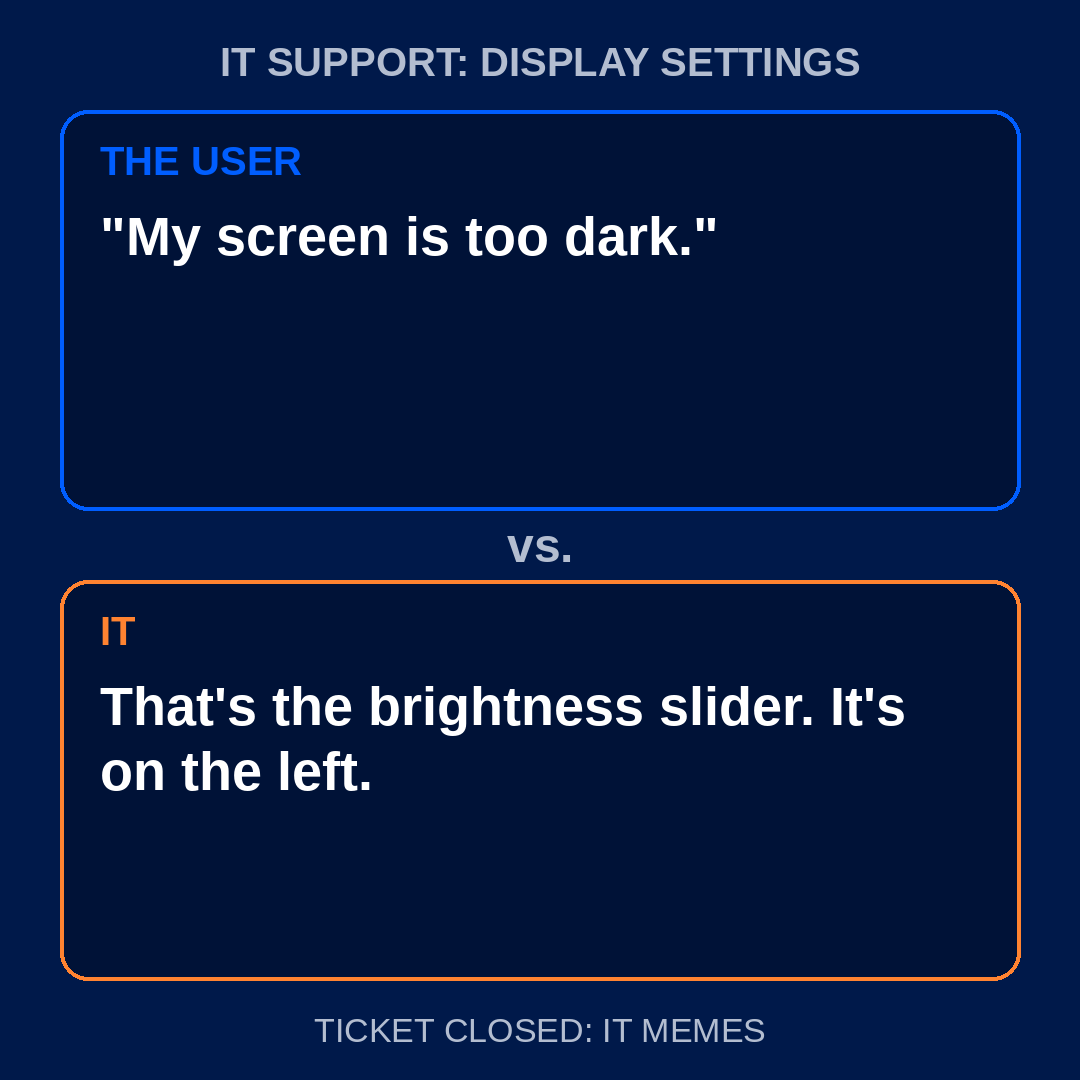 IT SUPPORT: DISPLAY SETTINGS
THE USER
"My screen is too dark."
vs.
IT
That's the brightness slider. It's
on the left.
TICKET CLOSED: IT MEMES